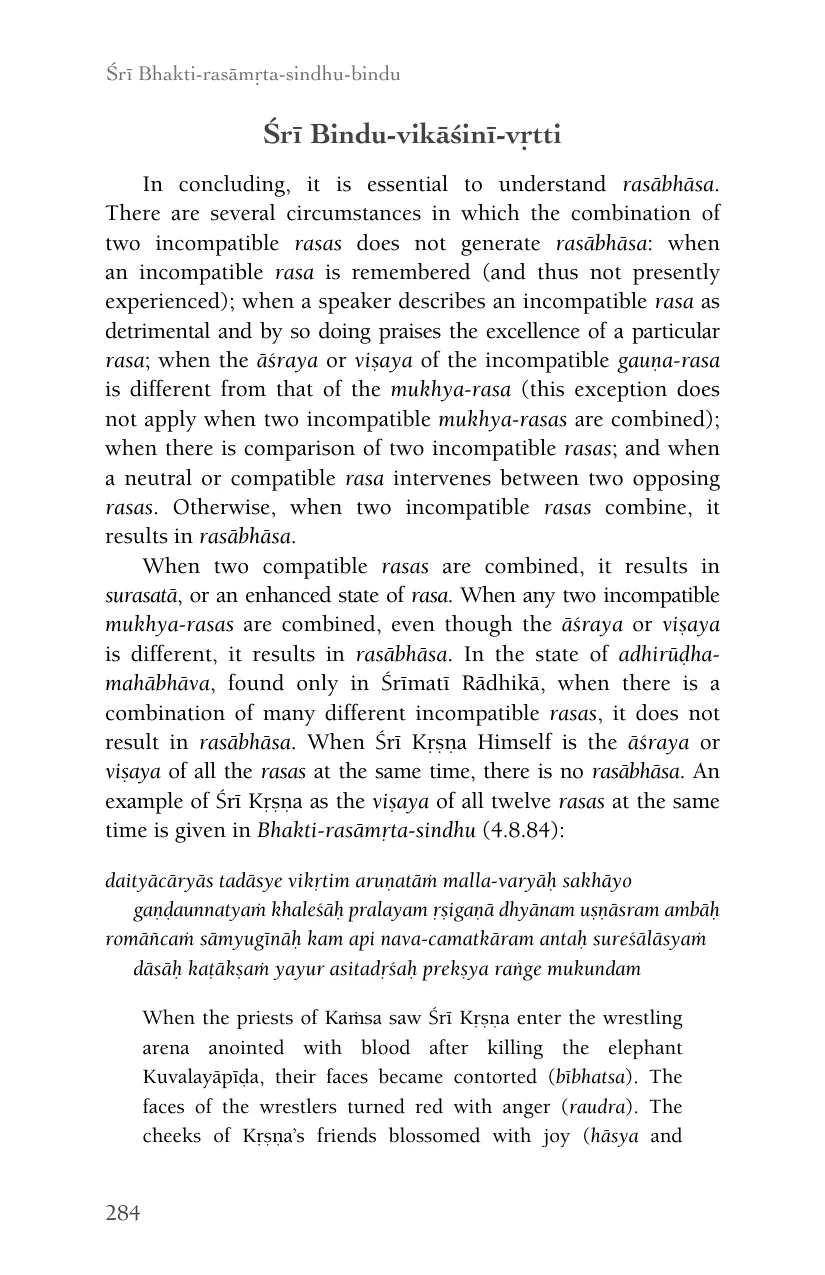 Śrī Bhakti-rasāmṛta-sindhu-bindu
Śrī Bindu-vikāśinī-vṛtti
In concluding, it is essential to understand rasābhāsa.
There are several circumstances in which the combination of
two incompatible rasas does not generate rasābhāsa: when
an incompatible rasa is remembered (and thus not presently
experienced); when a speaker describes an incompatible rasa as
detrimental and by so doing praises the excellence of a particular
rasa; when the āśraya or viṣaya of the incompatible gauṇa-rasa
is different from that of the mukhya-rasa (this exception does
not apply when two incompatible mukhya-rasas are combined);
when there is comparison of two incompatible rasas; and when
a neutral or compatible rasa intervenes between two opposing
rasas. Otherwise, when two incompatible rasas combine, it
results in rasābhāsa.
When two compatible rasas are combined, it results in
surasatā, or an enhanced state of rasa. When any two incompatible
mukhya-rasas are combined, even though the āśraya or viṣaya
is different, it results in rasābhāsa. In the state of adhirūḍha-
mahābhāva, found only in Śrīmatī Rādhikā, when there is a
combination of many different incompatible rasas, it does not
result in rasābhāsa. When Śrī Kṛṣṇa Himself is the āśraya or
viṣaya of all the rasas at the same time, there is no rasābhāsa. An
example of Śrī Kṛṣṇa as the viṣaya of all twelve rasas at the same
time is given in Bhakti-rasāmṛta-sindhu (4.8.84):
daityācāryās tadāsye vikṛtim aruṇatāṁ malla-varyāḥ sakhāyo
gaṇḍaunnatyaṁ khaleśāḥ pralayam ṛṣigaṇā dhyānam uṣṇāsram ambāḥ
romāñcaṁ sāmyugīnāḥ kam api nava-camatkāram antaḥ sureśālāsyaṁ
dāsāḥ kaṭākṣaṁ yayur asitadṛśaḥ prekṣya raṅge mukundam
When the priests of Kaṁsa saw Śrī Kṛṣṇa enter the wrestling
arena anointed with blood after killing the elephant
Kuvalayāpīḍa, their faces became contorted (bībhatsa). The
faces of the wrestlers turned red with anger (raudra). The
cheeks of Kṛṣṇa's friends blossomed with joy (hāsya and
284